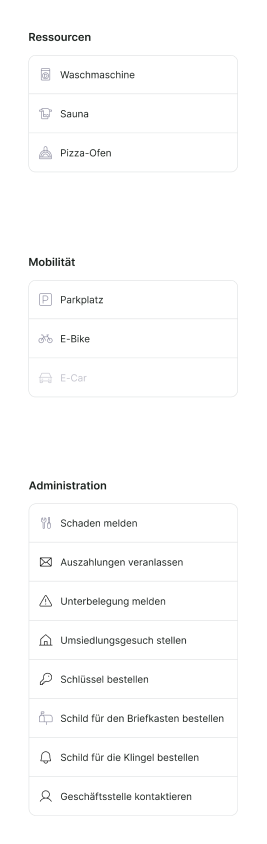 Ressourcen
Waschmaschine
Sauna
Pizza-Ofen
Mobilität
P Parkplatz
E-Bike
E-Car
Administration
Schaden melden
Auszahlungen veranlassen
Unterbelegung melden
Umsiedlungsgesuch stellen
Schlüssel bestellen
Schild für den Briefkasten bestellen
Schild für die Klingel bestellen
Geschäftsstelle kontaktieren